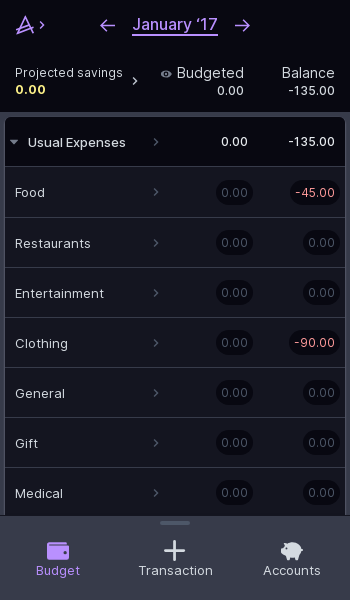 January ‘17
Projected savings Budgeted Balance
0.00 0.00 -135.00
Usual Expenses 0.00 -135.00
Food 0.00 -45.00
Restaurants 0.00 0.00
Entertainment 0.00 0.00
Clothing 0.00 -90.00
General 0.00 0.00
Gift 0.00 0.00
Medical 0.00 0.00
Budget Transaction Accounts